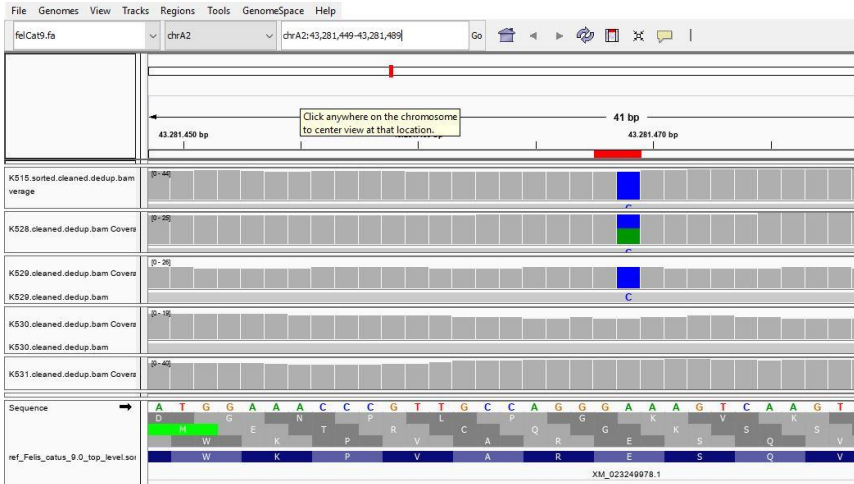 File Genomes View Tracks Regions Tools GenomeSpace Help
felCat9.fa chrA2 chrA2:43,281,449-43,281,489 Go
Click anywhere on the chromosome
to center view at that location.
41 bp
43.281.450 bp 43.281.470 bp
K515.sorted.cleaned.dedup.bam
verage
[0 - 44]
K528.cleaned.dedup.bam Covera
[0 - 25]
K529.cleaned.dedup.bam Covera
[0 - 26]
K529.cleaned.dedup.bam
C
K530.cleaned.dedup.bam Covera
[0 - 19]
K530.cleaned.dedup.bam
K531.cleaned.dedup.bam Covera
[0 - 40]
Sequence
A T G G A A A C C C G T T G C C A G G G A A A G T C A A G T
D G N P L P G K V K
M E T R C Q G K S S
W K P V A R E S Q V
ref_Felis_catus_9.0_top_level.sor
W K P V A R E S Q V
XM_023249978.1